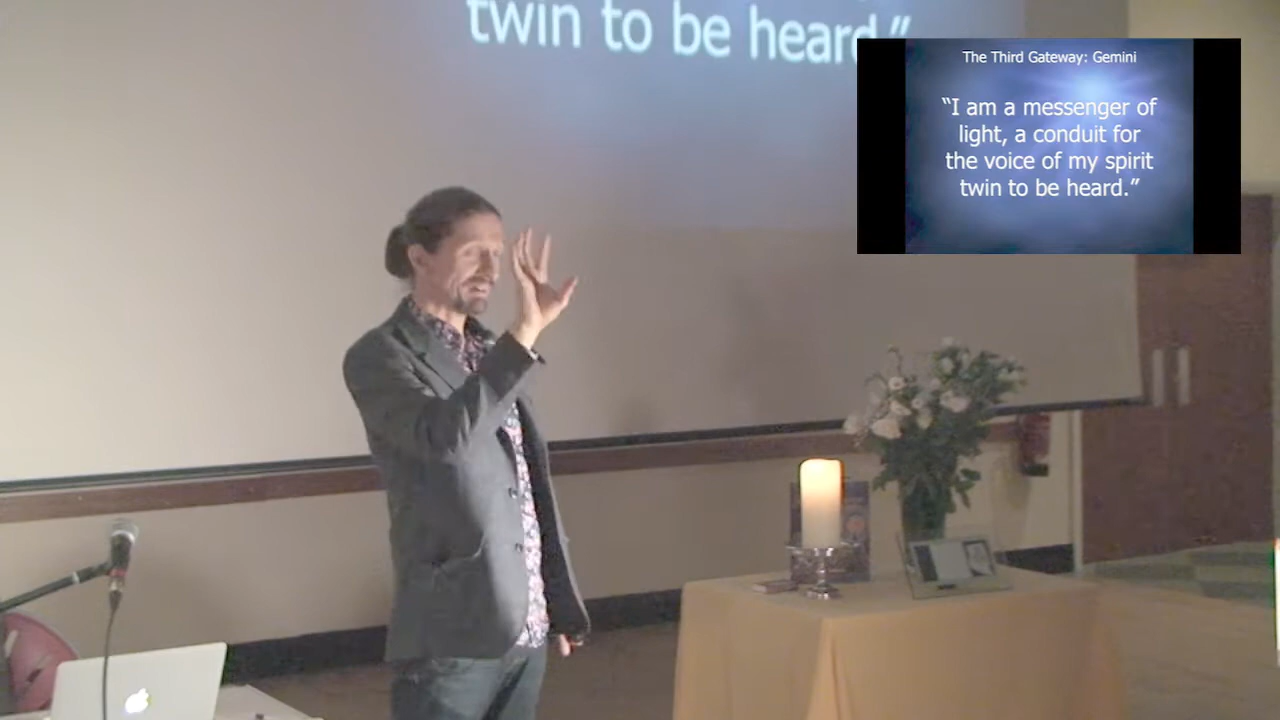 twin to be heard.”
The Third Gateway: Gemini
“I am a messenger of
light, a conduit for
the voice of my spirit
twin to be heard.”